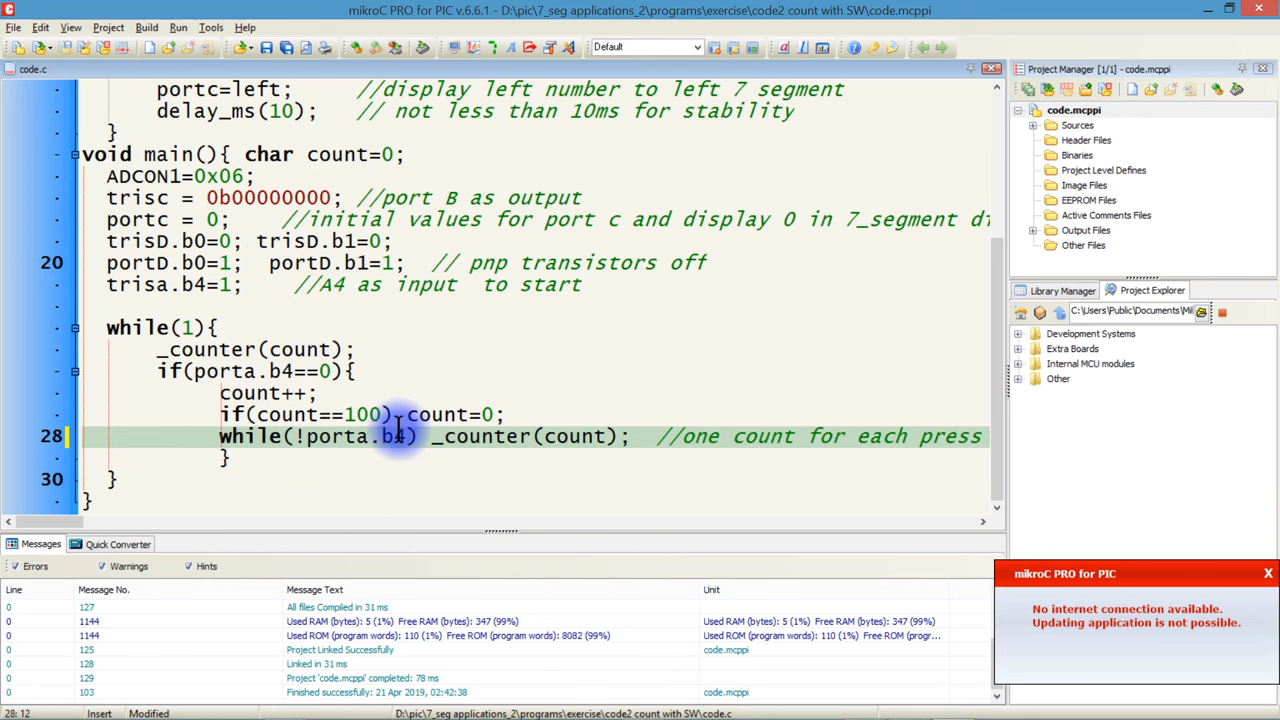 mikroC PRO for PIC v.6.6.1 - D:\pic\7_seg applications_2\programs\exercise\code2 count with SW\code.mcppi
File Edit View Project Build Run Tools Help
Default
code.c
portc=left; //display left number to left 7 segment
delay_ms(10); // not less than 10ms for stability
}
void main(){ char count=0;
ADCON1=0x06;
trisc = 0b00000000; //port B as output
portc = 0; //initial values for port c and display 0 in 7_segment di
trisD.b0=0; trisD.b1=0;
20 portD.b0=1; portD.b1=1; // pnp transistors off
trisa.b4=1; //A4 as input to start
while(1){
_counter(count);
if(porta.b4==0){
count++;
if(count==100) count=0;
28 while(!porta.b4) _counter(count); //one count for each press
}
30 }
}
Messages Quick Converter
Errors Warnings Hints
Line Message No. Message Text Unit
0 127 All files Compiled in 31 ms
0 1144 Used RAM (bytes): 5 (1%) Free RAM (bytes): 347 (99%) Used RAM (bytes): 5 (1%) Free RAM (bytes): 347 (99%)
0 1144 Used ROM (program words): 110 (1%) Free ROM (program words): 8082 (99%) Used ROM (program words): 110 (1%) Free ROM (progr...
0 125 Project Linked Successfully code.mcppi
0 128 Linked in 31 ms
0 129 Project 'code.mcppi' completed: 78 ms
0 103 Finished successfully: 21 Apr 2019, 02:42:38 code.mcppi
28: 12 Insert Modified D:\pic\7_seg applications_2\programs\exercise\code2 count with SW\code.c
Project Manager [1/1] - code.mcppi
code.mcppi
Sources
Header Files
Binaries
Project Level Defines
Image Files
EEPROM Files
Active Comments Files
Output Files
Other Files
Library Manager Project Explorer
C:\Users\Public\Documents\Mil
Development Systems
Extra Boards
Internal MCU modules
Other
mikroC PRO for PIC X
No internet connection available.
Updating application is not possible.